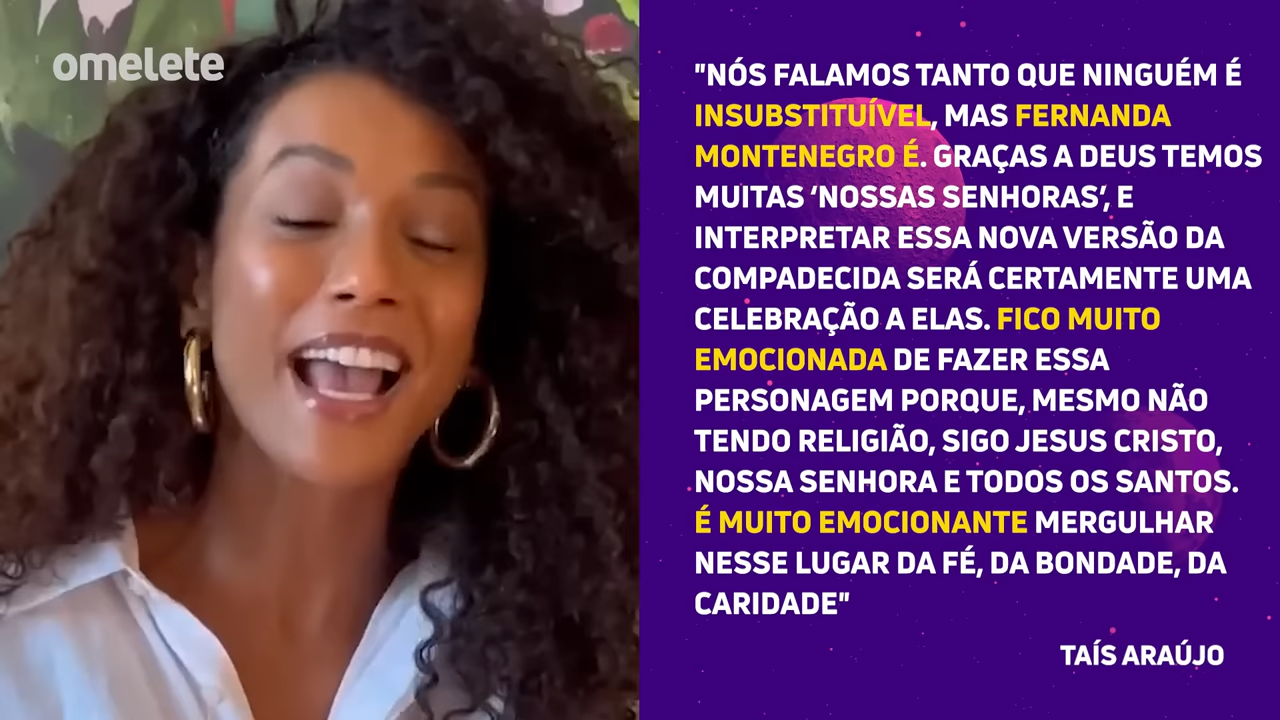 omelete
"NÓS FALAMOS TANTO QUE NINGUÉM É
INSUBSTITUÍVEL, MAS FERNANDA
MONTENEGRO É. GRAÇAS A DEUS TEMOS
MUITAS ‘NOSSAS SENHORAS’, E
INTERPRETAR ESSA NOVA VERSÃO DA
COMPADECIDA SERÁ CERTAMENTE UMA
CELEBRAÇÃO A ELAS. FICO MUITO
EMOCIONADA DE FAZER ESSA
PERSONAGEM PORQUE, MESMO NÃO
TENDO RELIGIÃO, SIGO JESUS CRISTO,
NOSSA SENHORA E TODOS OS SANTOS.
É MUITO EMOCIONANTE MERGULHAR
NESSE LUGAR DA FÉ, DA BONDADE, DA
CARIDADE"
TAÍS ARAÚJO